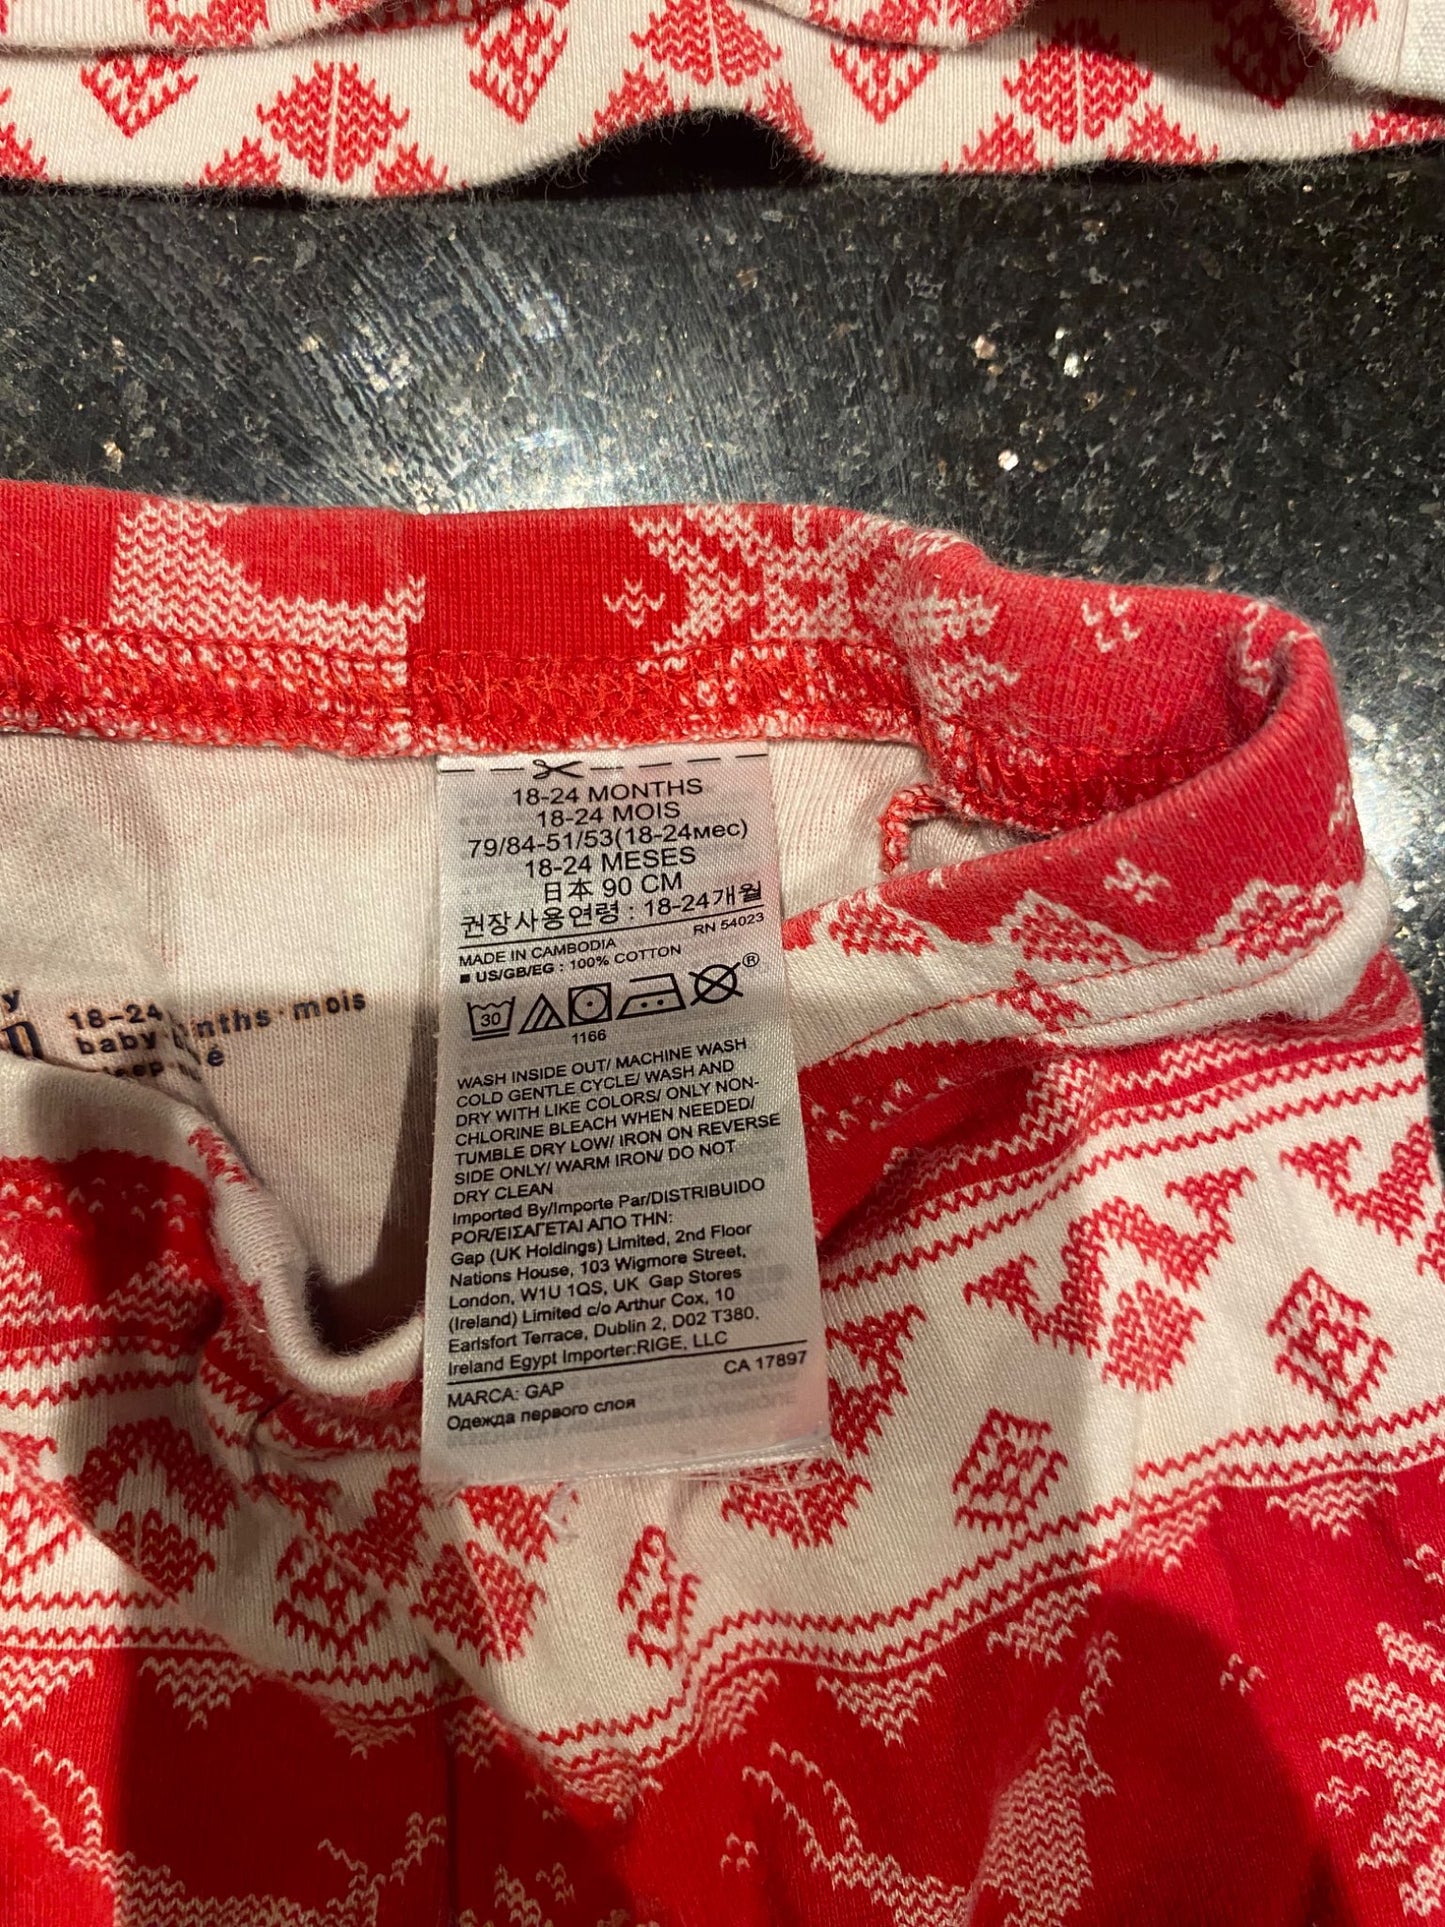 18-24 MONTHS
18-24 MOIS
79/84-51/53(18-24мес)
18-24 MESES
日本 90 CM
권장사용연령 : 18-24개월
RN 54023
MADE IN CAMBODIA
■ US/GB/EG : 100% COTTON
30
®
1166
WASH INSIDE OUT/ MACHINE WASH
COLD GENTLE CYCLE/ WASH AND
DRY WITH LIKE COLORS/ ONLY NON-
CHLORINE BLEACH WHEN NEEDED/
TUMBLE DRY LOW/ IRON ON REVERSE
SIDE ONLY/ WARM IRON/ DO NOT
DRY CLEAN
Imported By/Importe Par/DISTRIBUIDO
POR/ΕΙΣΑΓΕΤΑΙ ΑΠΟ ΤΗΝ:
Gap (UK Holdings) Limited, 2nd Floor
Nations House, 103 Wigmore Street,
London, W1U 1QS, UK Gap Stores
(Ireland) Limited c/o Arthur Cox, 10
Earlsfort Terrace, Dublin 2, D02 T380,
Ireland Egypt Importer:RIGE, LLC
CA 17897
MARCA: GAP
Одежда первого слоя
18-24
mois
baby